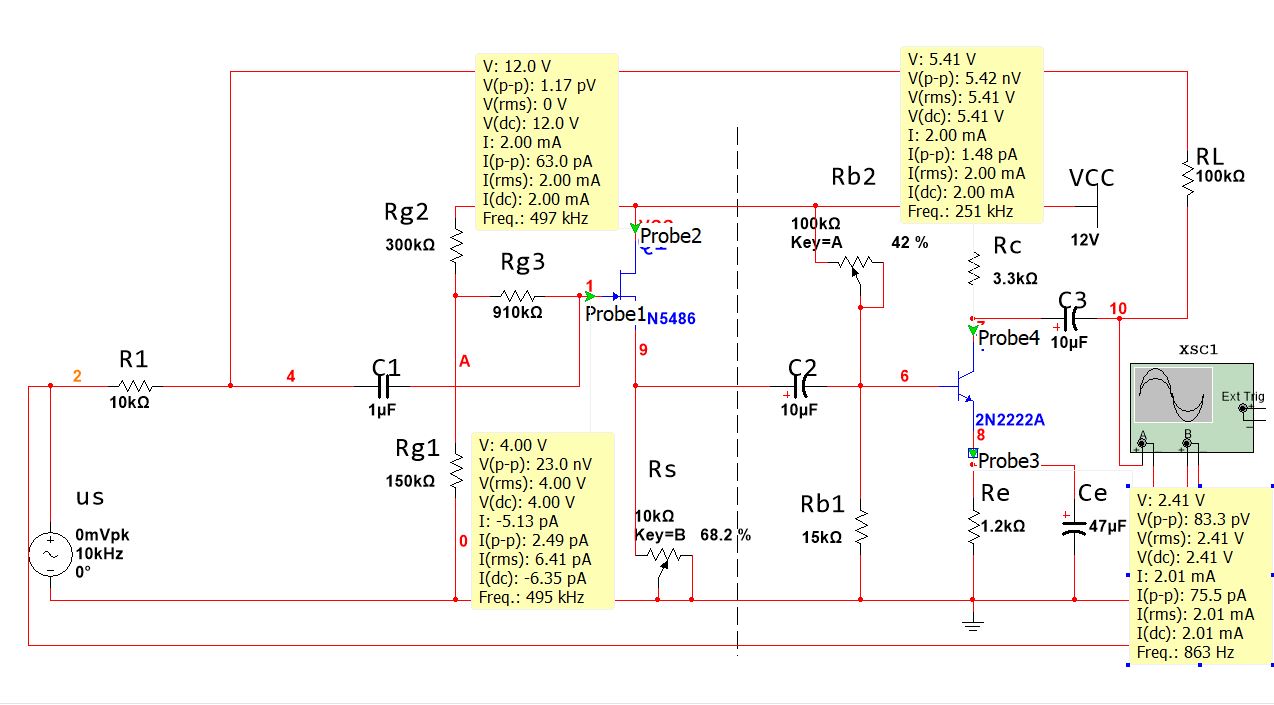 V: 12.0 V
V(p-p): 1.17 pV
V(rms): 0 V
V(dc): 12.0 V
I: 2.00 mA
I(p-p): 63.0 pA
I(rms): 2.00 mA
I(dc): 2.00 mA
Freq.: 497 kHz
V: 5.41 V
V(p-p): 5.42 nV
V(rms): 5.41 V
V(dc): 5.41 V
I: 2.00 mA
I(p-p): 1.48 pA
I(rms): 2.00 mA
I(dc): 2.00 mA
Freq.: 251 kHz
RL
100kΩ
VCC
12V
Rb2
100kΩ
Key=A
42 %
Rg2
300kΩ
Probe2
Rc
3.3kΩ
Rg3
910kΩ
1
Probe1
N5486
C3
10µF
+
10
7
Probe4
XSC1
Ext Trig
+
A
B
+
+
9
A
R1
10kΩ
2
4
C1
1µF
C2
10µF
+
6
2N2222A
8
Probe3
Rg1
150kΩ
V: 4.00 V
V(p-p): 23.0 nV
V(rms): 4.00 V
V(dc): 4.00 V
I: -5.13 pA
I(p-p): 2.49 pA
I(rms): 6.41 pA
I(dc): -6.35 pA
Freq.: 495 kHz
Rs
10kΩ
Key=B
68.2 %
Rb1
15kΩ
Re
1.2kΩ
Ce
47µF
+
us
0mVpk
10kHz
0°
0
V: 2.41 V
V(p-p): 83.3 pV
V(rms): 2.41 V
V(dc): 2.41 V
I: 2.01 mA
I(p-p): 75.5 pA
I(rms): 2.01 mA
I(dc): 2.01 mA
Freq.: 863 Hz